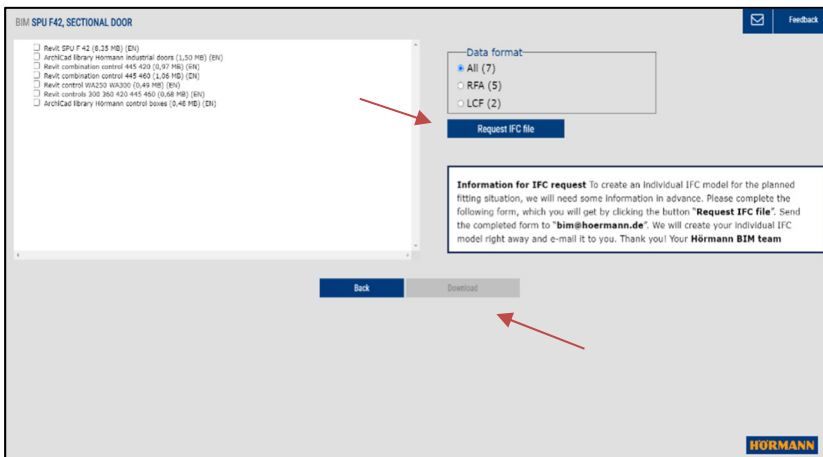 BIM SPU F42, SECTIONAL DOOR
Feedback
Revit SPU F 42 (6,35 MB) (EN)
ArchiCad library Hörmann industrial doors (1,50 MB) (EN)
Revit combination control 445 420 (0,97 MB) (EN)
Revit combination control 445 460 (1,06 MB) (EN)
Revit control WA250 WA300 (0,49 MB) (EN)
Revit controls 300 360 420 445 460 (0,68 MB) (EN)
ArchiCad library Hörmann control boxes (0,48 MB) (EN)
Data format
All (7)
RFA (5)
LCF (2)
Request IFC file
Information for IFC request To create an individual IFC model for the planned
fitting situation, we will need some information in advance. Please complete the
following form, which you will get by clicking the button "Request IFC file". Send
the completed form to "bim@hoermann.de". We will create your individual IFC
model right away and e-mail it to you. Thank you! Your Hörmann BIM team
Back
Download
HÖRMANN